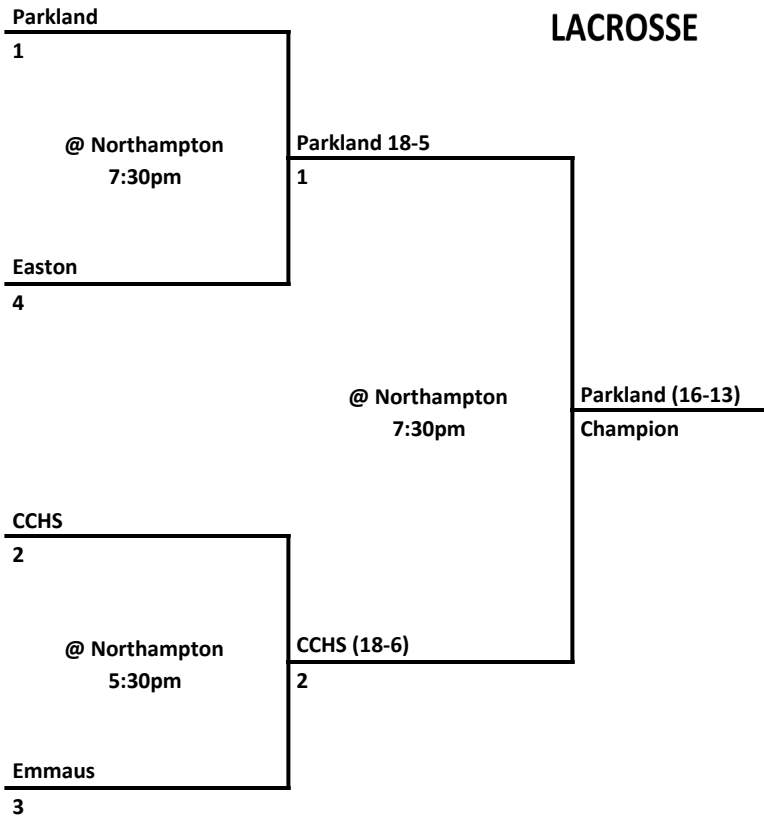 Parkland
LACROSSE
1
@ Northampton
7:30pm
Parkland 18-5
1
Easton
4
@ Northampton
7:30pm
Parkland (16-13)
Champion
CCHS
2
@ Northampton
5:30pm
CCHS (18-6)
2
Emmaus
3